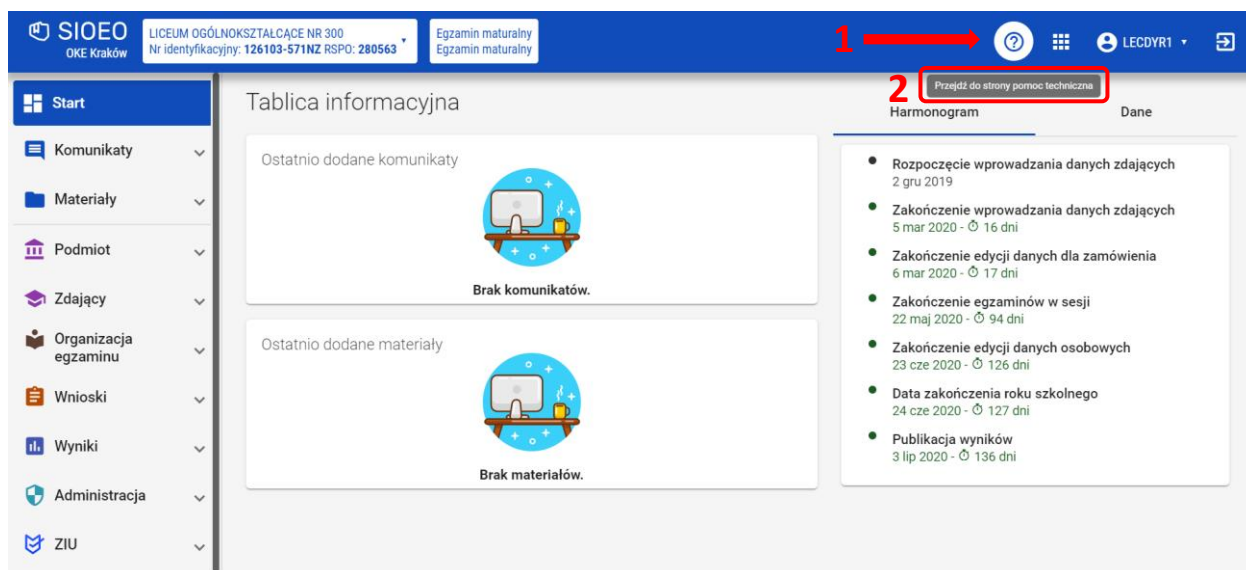 SIOEO
OKE Kraków
LICEUM OGÓLNOKSZTAŁCĄCE NR 300
Nr identyfikacyjny: 126103-571NZ RSPO: 280563
Egzamin maturalny
Egzamin maturalny
1
LECDYR1
2
Przejdź do strony pomoc techniczna
Start
Komunikaty
Materiały
Podmiot
Zdający
Organizacja
egzaminu
Wnioski
Wyniki
Administracja
ZIU
Tablica informacyjna
Ostatnio dodane komunikaty
Brak komunikatów.
Ostatnio dodane materiały
Brak materiałów.
Harmonogram
Dane
Rozpoczęcie wprowadzania danych zdających
2 gru 2019
Zakończenie wprowadzania danych zdających
5 mar 2020 - 16 dni
Zakończenie edycji danych dla zamówienia
6 mar 2020 - 17 dni
Zakończenie egzaminów w sesji
22 maj 2020 - 94 dni
Zakończenie edycji danych osobowych
23 cze 2020 - 126 dni
Data zakończenia roku szkolnego
24 cze 2020 - 127 dni
Publikacja wyników
3 lip 2020 - 136 dni